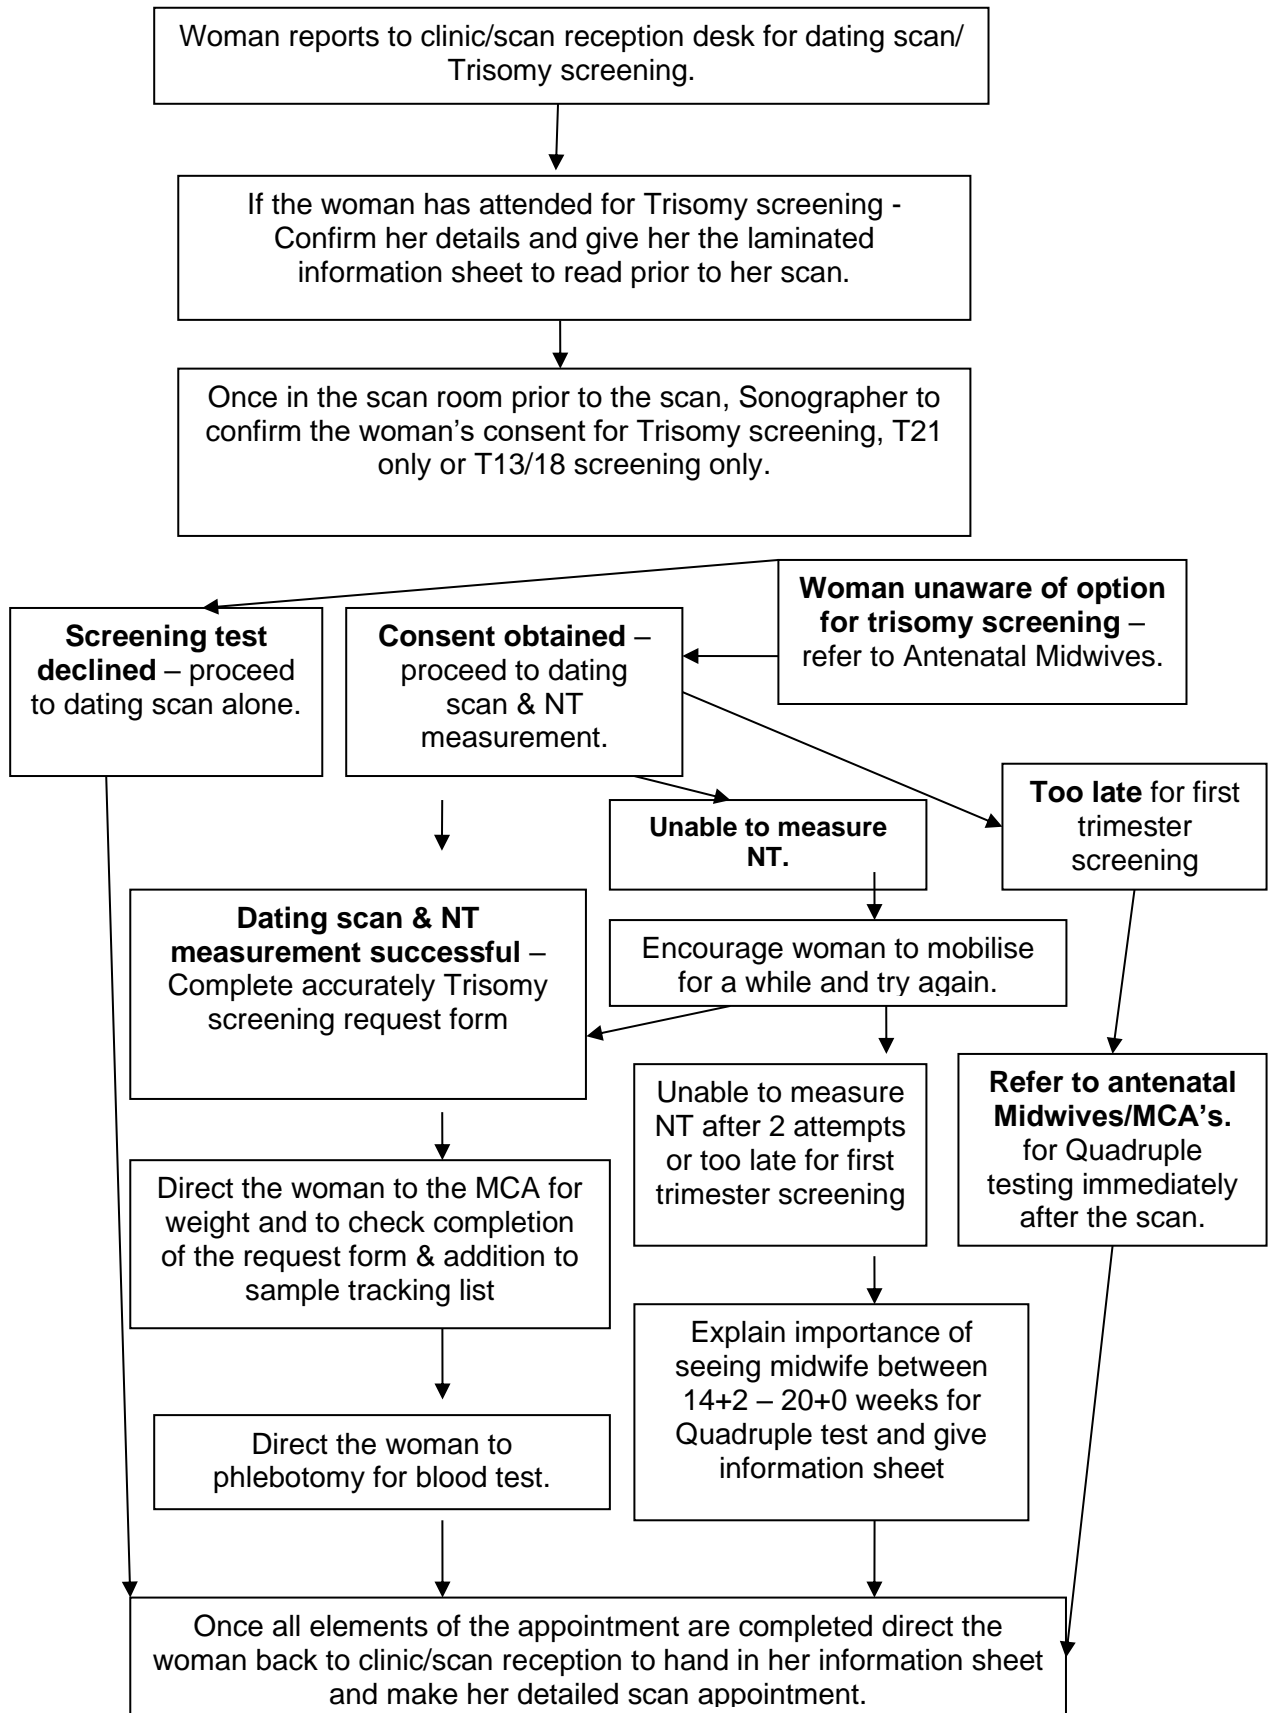 Woman reports to clinic/scan reception desk for dating scan/
Trisomy screening.
If the woman has attended for Trisomy screening -
Confirm her details and give her the laminated
information sheet to read prior to her scan.
Once in the scan room prior to the scan, Sonographer to
confirm the woman’s consent for Trisomy screening, T21
only or T13/18 screening only.
Woman unaware of option
for trisomy screening –
refer to Antenatal Midwives.
Screening test
declined – proceed
to dating scan alone.
Consent obtained –
proceed to dating
scan & NT
measurement.
Unable to measure
NT.
Too late for first
trimester
screening
Dating scan & NT
measurement successful –
Complete accurately Trisomy
screening request form
Encourage woman to mobilise
for a while and try again.
Unable to measure
NT after 2 attempts
or too late for first
trimester screening
Refer to antenatal
Midwives/MCA’s.
for Quadruple
testing immediately
after the scan.
Direct the woman to the MCA for
weight and to check completion
of the request form & addition to
sample tracking list
Explain importance of
seeing midwife between
14+2 – 20+0 weeks for
Quadruple test and give
information sheet
Direct the woman to
phlebotomy for blood test.
Once all elements of the appointment are completed direct the
woman back to clinic/scan reception to hand in her information sheet
and make her detailed scan appointment.